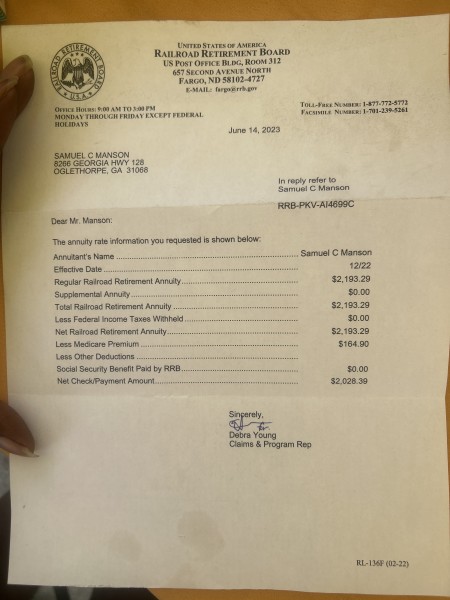 UNITED STATES OF AMERICA
RAILROAD RETIREMENT BOARD
US POST OFFICE BLDG, ROOM 312
657 SECOND AVENUE NORTH
FARGO, ND 58102-4727
E-MAIL: fargo@rrb.gov
RAILROAD RETIREMENT BOARD
U.S.A.
OFFICE HOURS: 9:00 AM TO 3:00 PM
MONDAY THROUGH FRIDAY EXCEPT FEDERAL
HOLIDAYS
TOLL-FREE NUMBER: 1-877-772-5772
FACSIMILE NUMBER: 1-701-239-5261
June 14, 2023
SAMUEL C MANSON
8266 GEORGIA HWY 128
OGLETHORPE, GA 31068
In reply refer to
Samuel C Manson
RRB-PKV-AI4699C
Dear Mr. Manson:
The annuity rate information you requested is shown below:
Annuitant's Name ... Samuel C Manson
Effective Date ... 12/22
Regular Railroad Retirement Annuity ... $2,193.29
Supplemental Annuity ... $0.00
Total Railroad Retirement Annuity ... $2,193.29
Less Federal Income Taxes Withheld ... $0.00
Net Railroad Retirement Annuity ... $2,193.29
Less Medicare Premium ... $164.90
Less Other Deductions ...
Social Security Benefit Paid by RRB ... $0.00
Net Check/Payment Amount ... $2,028.39
Sincerely,
Debra Young
Claims & Program Rep
RL-136F (02-22)